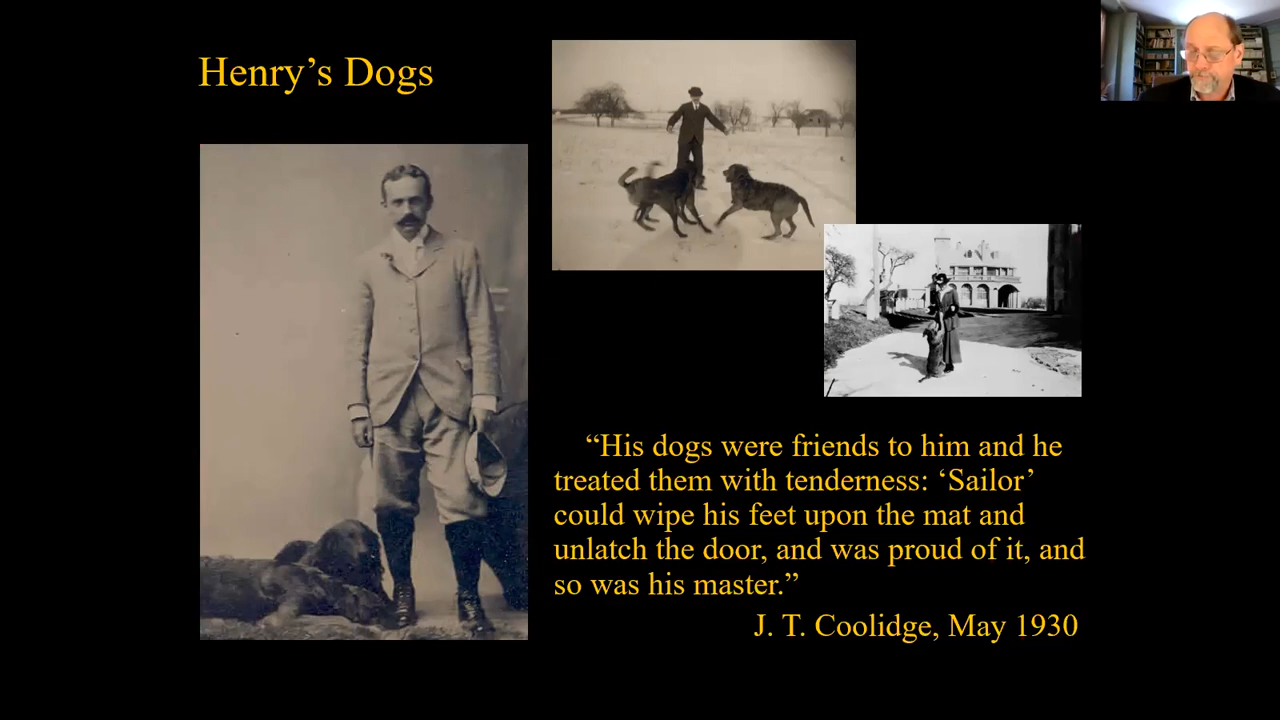 Henry’s Dogs
“His dogs were friends to him and he
treated them with tenderness: ‘Sailor’
could wipe his feet upon the mat and
unlatch the door, and was proud of it, and
so was his master.”
J. T. Coolidge, May 1930